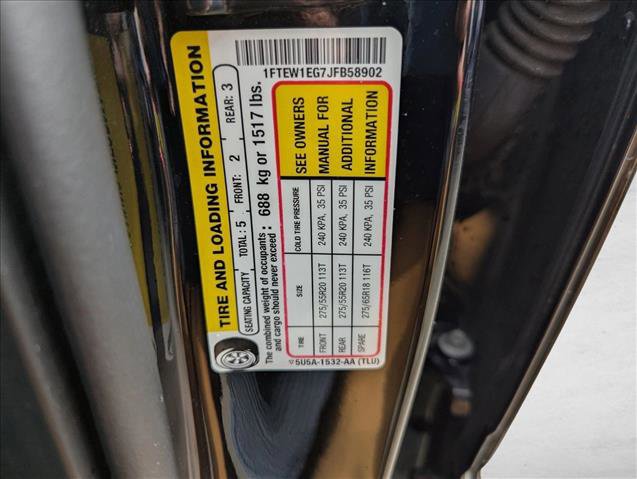 1FTEW1EG7JFB58902
TIRE AND LOADING INFORMATION
SEATING CAPACITY TOTAL: 5 FRONT: 2 REAR: 3
The combined weight of occupants
and cargo should never exceed : 688 kg or 1517 lbs.
TIRE SIZE COLD TIRE PRESSURE SEE OWNERS
FRONT 275/55R20 113T 240 KPA, 35 PSI MANUAL FOR
REAR 275/55R20 113T 240 KPA, 35 PSI ADDITIONAL
SPARE 275/65R18 116T 240 KPA, 35 PSI INFORMATION
5U5A-1532-AA (TLU)